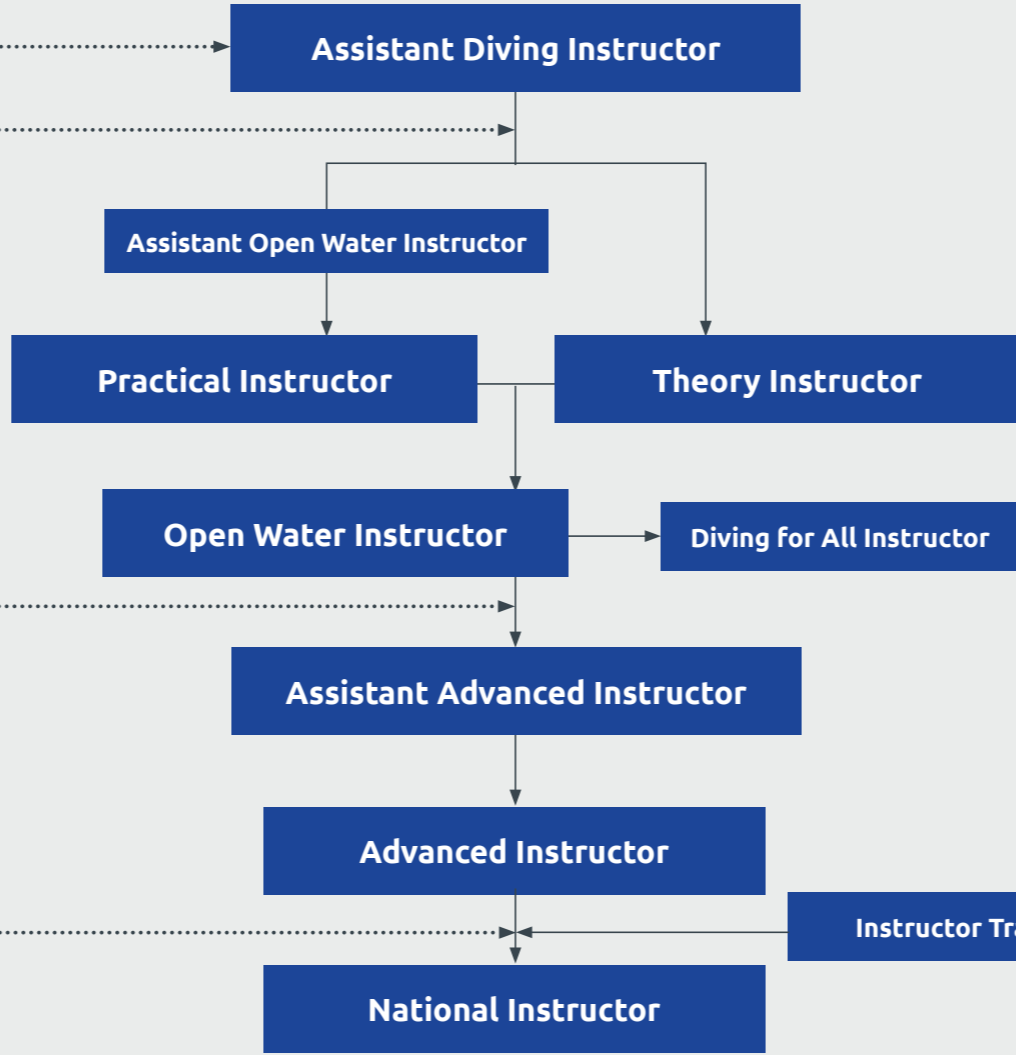 Assistant Diving Instructor
Assistant Open Water Instructor
Practical Instructor
Theory Instructor
Open Water Instructor
Diving for All Instructor
Assistant Advanced Instructor
Advanced Instructor
Instructor
National Instructor